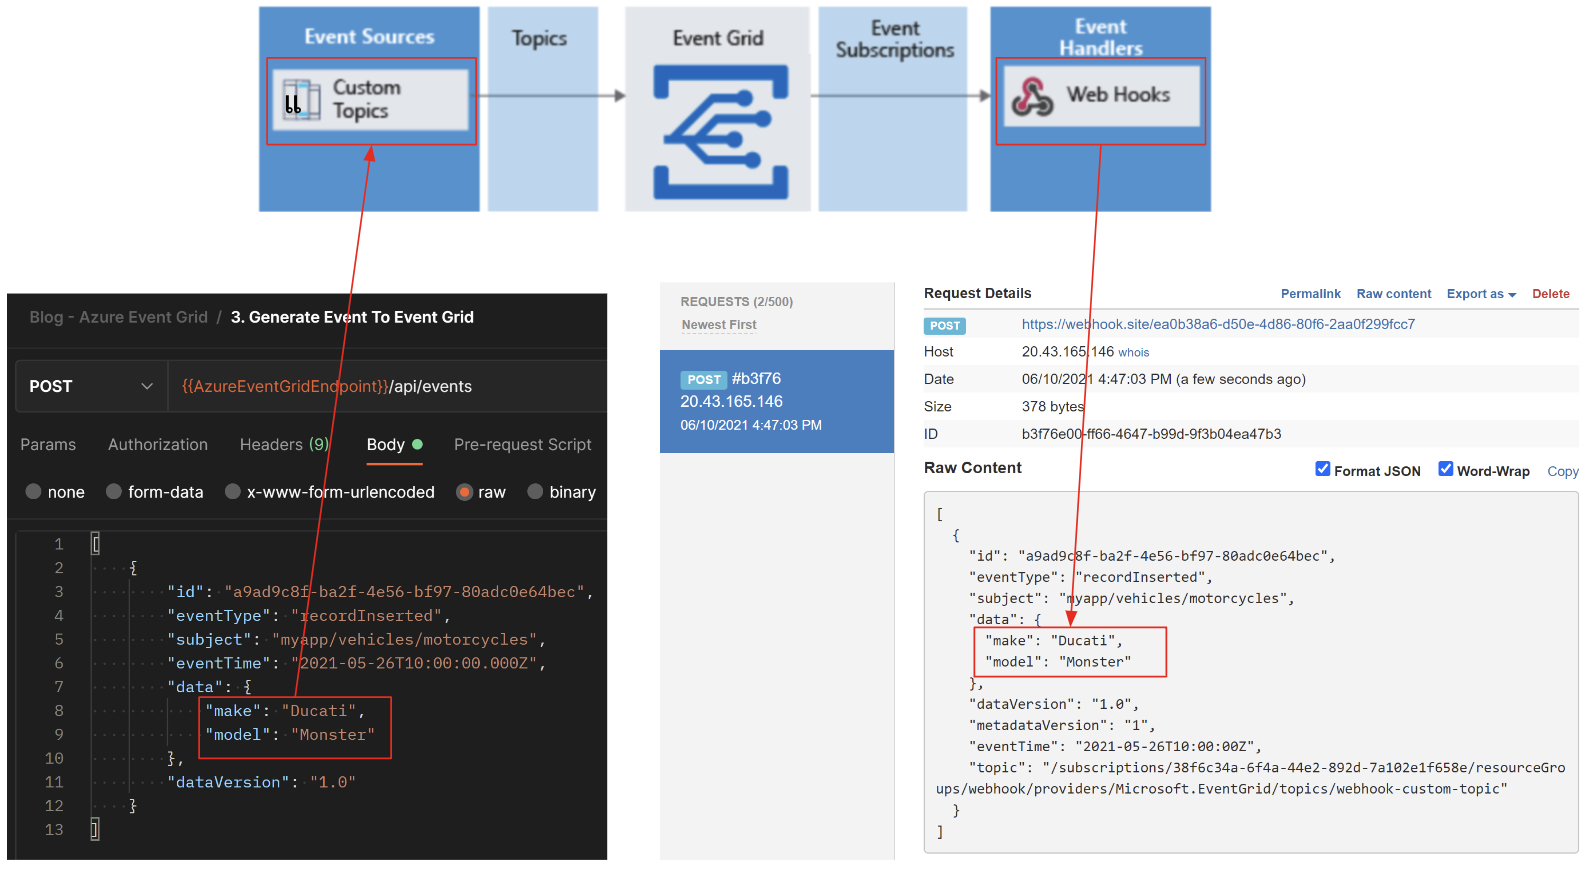 Event Sources
Custom
Topics
Topics
Event Grid
Event
Subscriptions
Event
Handlers
Web Hooks
Blog - Azure Event Grid / 3. Generate Event To Event Grid
POST
{{AzureEventGridEndpoint}}/api/events
Params Authorization Headers (9) Body Pre-request Script
none form-data x-www-form-urlencoded raw binary
1 [
2 {
3 "id": "a9ad9c8f-ba2f-4e56-bf97-80adc0e64bec",
4 "eventType": "recordInserted",
5 "subject": "myapp/vehicles/motorcycles",
6 "eventTime": "2021-05-26T10:00:00.000Z",
7 "data": {
8 "make": "Ducati",
9 "model": "Monster"
10 },
11 "dataVersion": "1.0"
12 }
13 ]
REQUESTS (2/500)
Newest First
POST #b3f76
20.43.165.146
06/10/2021 4:47:03 PM
Request Details Permalink Raw content Export as Delete
POST https://webhook.site/ea0b38a6-d50e-4d86-80f6-2aa0f299fcc7
Host 20.43.165.146 whois
Date 06/10/2021 4:47:03 PM (a few seconds ago)
Size 378 bytes
ID b3f76e00-ff66-4647-b99d-9f3b04ea47b3
Raw Content Format JSON Word-Wrap Copy
[
{
"id": "a9ad9c8f-ba2f-4e56-bf97-80adc0e64bec",
"eventType": "recordInserted",
"subject": "myapp/vehicles/motorcycles",
"data": {
"make": "Ducati",
"model": "Monster"
},
"dataVersion": "1.0",
"metadataVersion": "1",
"eventTime": "2021-05-26T10:00:00Z",
"topic": "/subscriptions/38f6c34a-6f4a-44e2-892d-7a102e1f658e/resourceGro
ups/webhook/providers/Microsoft.EventGrid/topics/webhook-custom-topic"
}
]